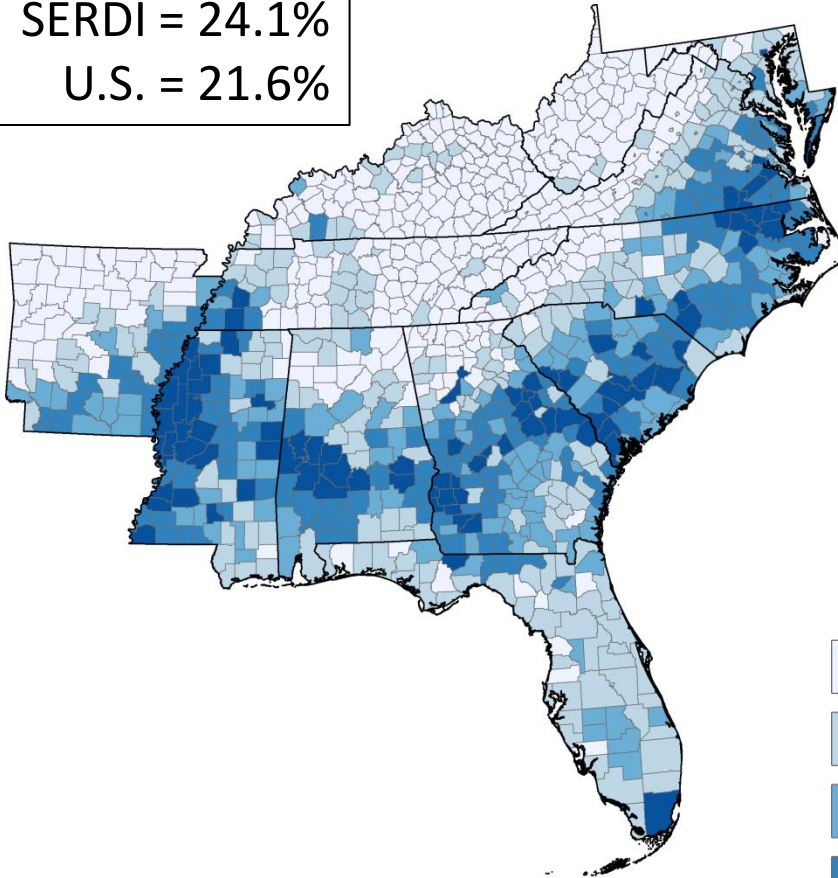 SERDI = 24.1%
U.S. = 21.6%